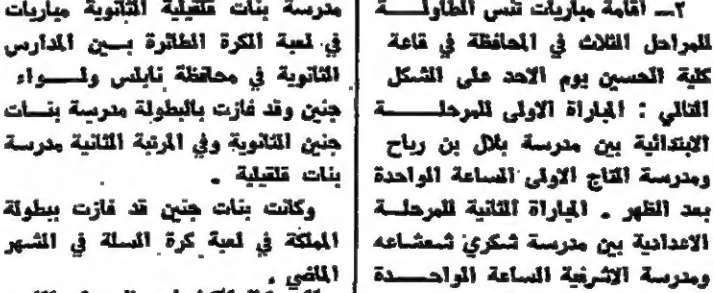 ٢ــ اقامة مباريات تنس الطاولة
للمراحل الثلاث في المحافظة في قاعة
كلية الحسين يوم الاحد على الشكل
التالي : المباراة الاولى للمرحلة
الابتدائية بين مدرسة بلال بن رباح
ومدرسة التاج الاولى الساعة الواحدة
بعد الظهر . المباراة الثانية للمرحلة
الاعدادية بين مدرسة شكري شعشاعه
ومدرسة الاشرفية الساعة الواحدة
مدرسة بنات قلقيلية الثانوية مباريات
في لعبة الكرة الطائرة بين المدارس
الثانوية في محافظة نابلس ولواء
جنين وقد فازت بالبطولة مدرسة بنات
جنين الثانوية وفي المرتبة الثانية مدرسة
بنات قلقيلية .
وكانت بنات جنين قد فازت ببطولة
المملكة في لعبة كرة السلة في الشهر
الماضي .